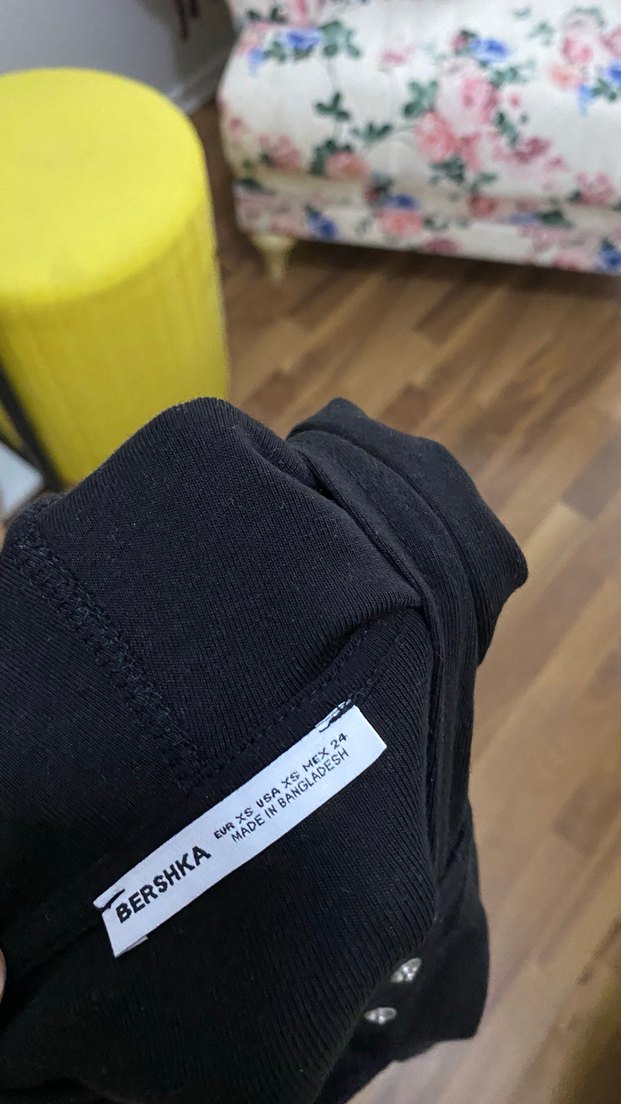 BERSHKA
EUR XS USA XS MEX 24
MADE IN BANGLADESH